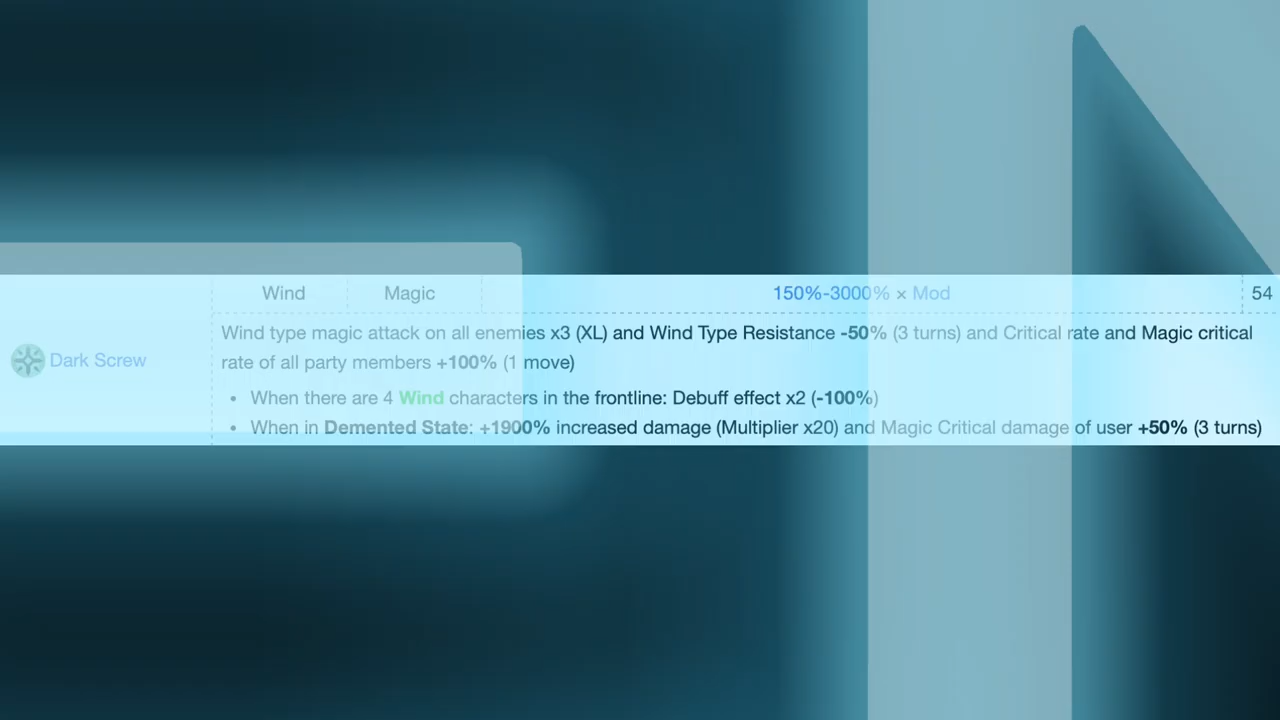 Wind Magic 150%-3000% × Mod 54
Wind type magic attack on all enemies x3 (XL) and Wind Type Resistance -50% (3 turns) and Critical rate and Magic critical
Dark Screw
rate of all party members +100% (1 move)
• When there are 4 Wind characters in the frontline: Debuff effect x2 (-100%)
• When in Demented State: +1900% increased damage (Multiplier x20) and Magic Critical damage of user +50% (3 turns)